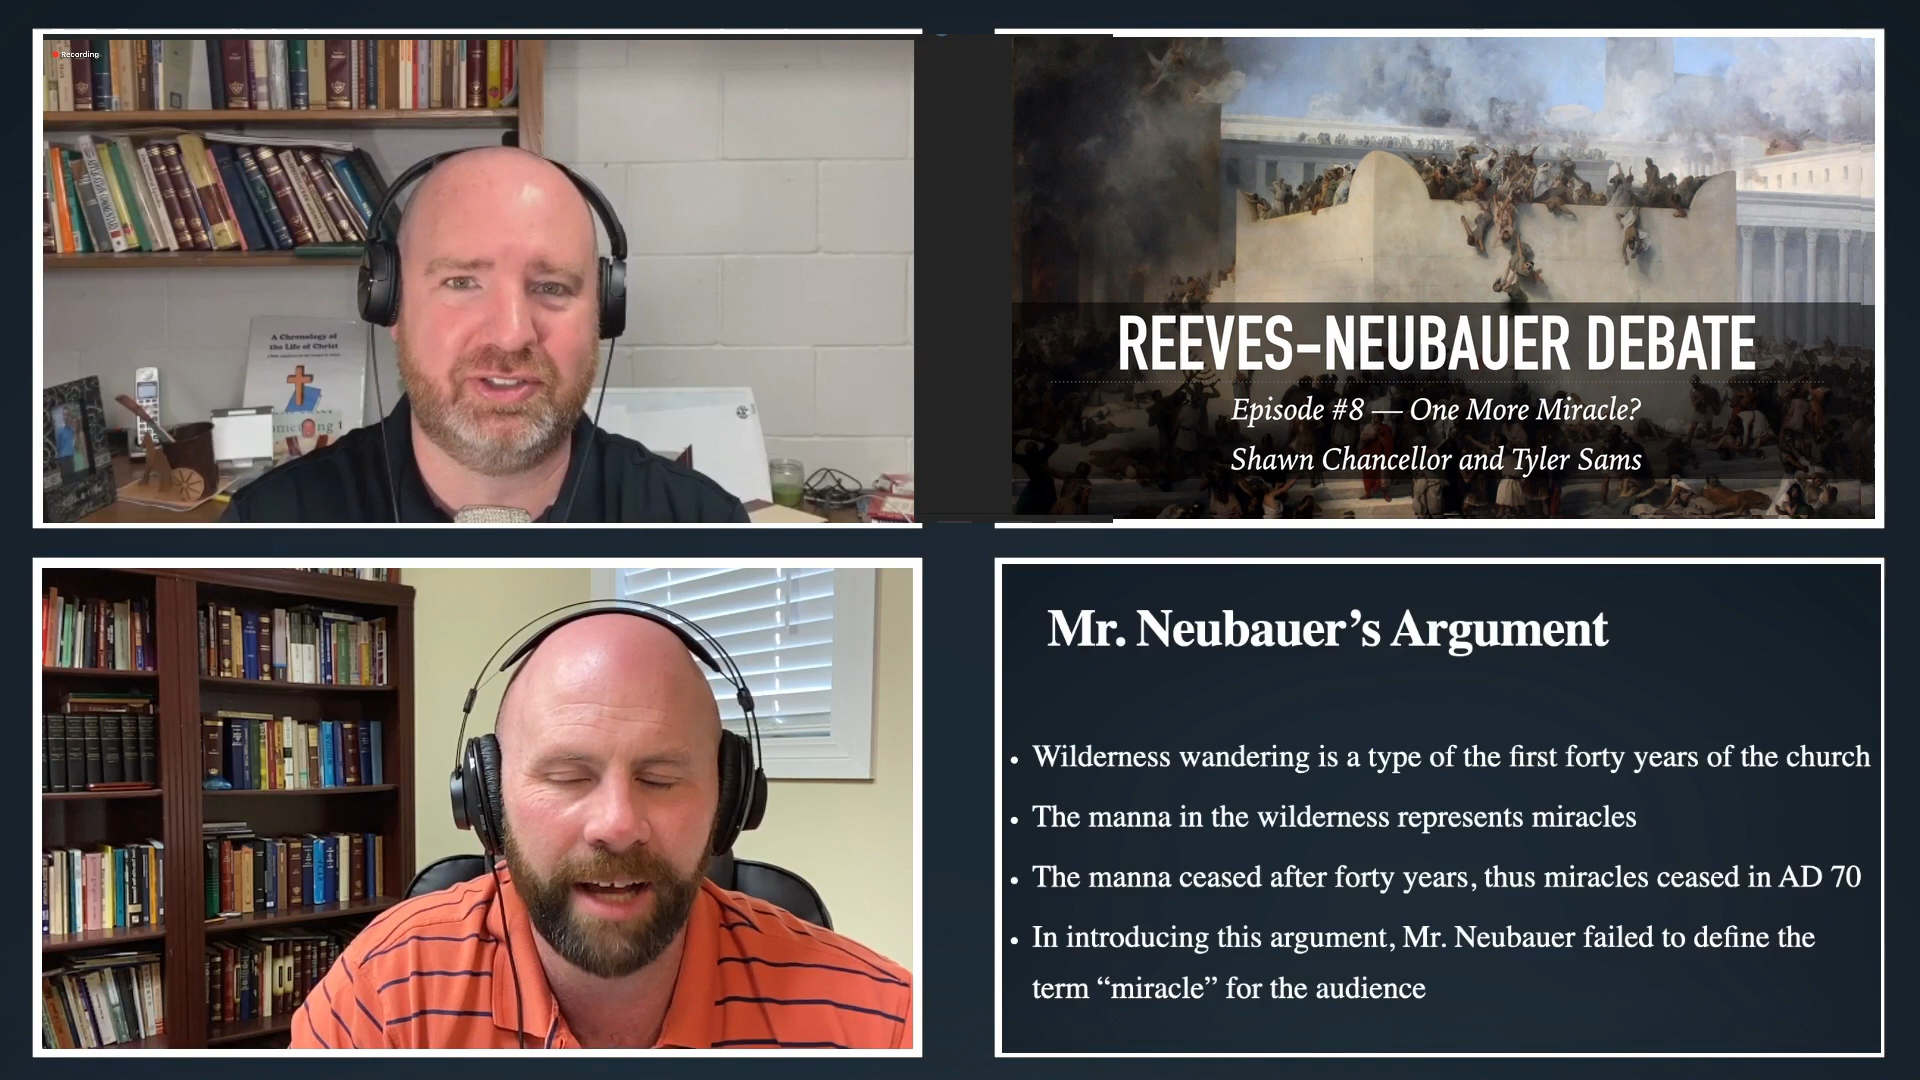 Recording
A Chronology of
the Life of Christ
REEVES-NEUBAUER DEBATE
Episode #8 — One More Miracle?
Shawn Chancellor and Tyler Sams
Mr. Neubauer’s Argument
• Wilderness wandering is a type of the first forty years of the church
• The manna in the wilderness represents miracles
• The manna ceased after forty years, thus miracles ceased in AD 70
• In introducing this argument, Mr. Neubauer failed to define the
term “miracle” for the audience